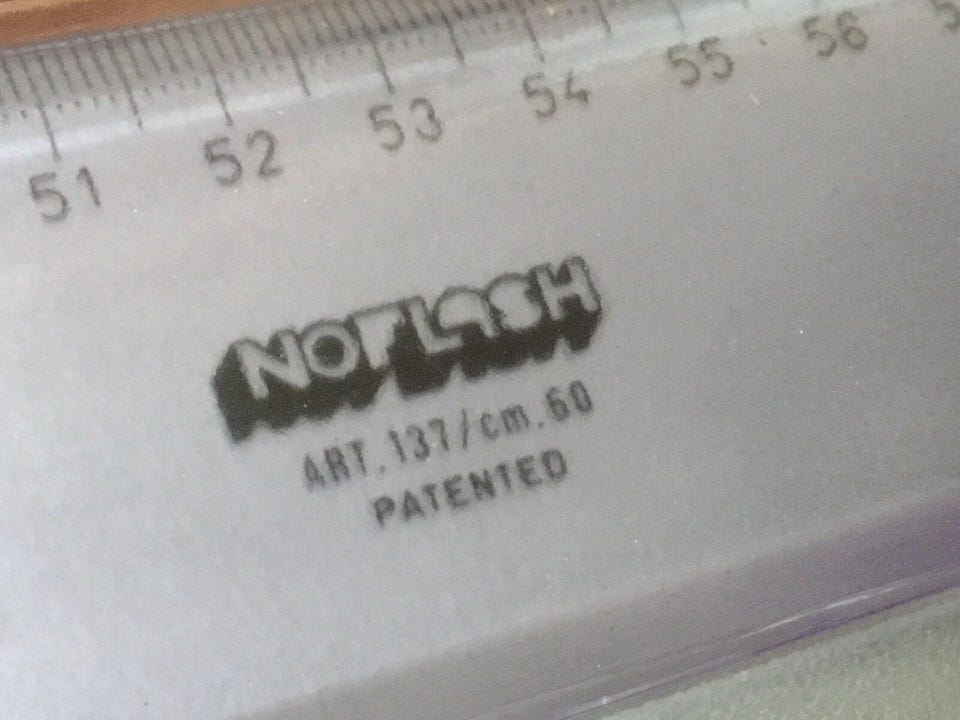 51 52 53 54 55 56
NOFLASH
ART.137/cm.60
PATENTED